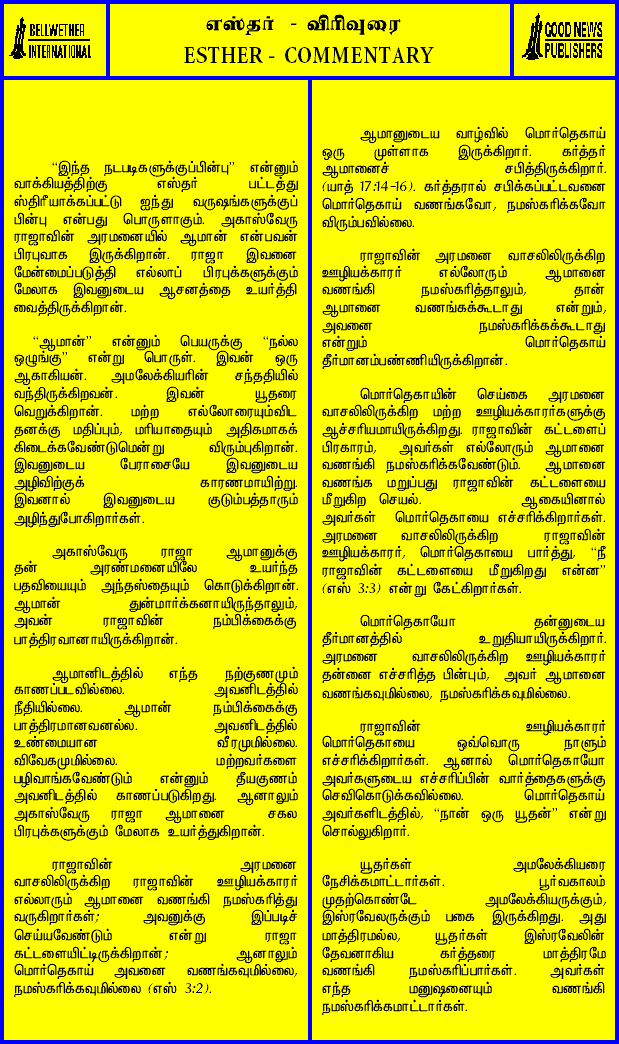 BELLWETHER
INTERNATIONAL
எஸ்தர் - விரிவுரை
ESTHER - COMMENTARY
GOOD NEWS
PUBLISHERS
“இந்த நடபடிகளுக்குப்பின்பு” என்னும்
வாக்கியத்திற்கு எஸ்தர் பட்டத்து
ஸ்திரீயாக்கப்பட்டு ஐந்து வருஷங்களுக்குப்
பின்பு என்பது பொருளாகும். அகாஸ்வேரு
ராஜாவின் அரமனையில் ஆமான் என்பவன்
பிரபுவாக இருக்கிறான். ராஜா இவனை
மேன்மைப்படுத்தி எல்லாப் பிரபுக்களுக்கும்
மேலாக இவனுடைய ஆசனத்தை உயர்த்தி
வைத்திருக்கிறான்.
“ஆமான்” என்னும் பெயருக்கு “நல்ல
ஒழுங்கு” என்று பொருள். இவன் ஒரு
ஆகாகியன். அமலேக்கியரின் சந்ததியில்
வந்திருக்கிறவன். இவன் யூதரை
வெறுக்கிறான். மற்ற எல்லோரையும்விட
தனக்கு மதிப்பும், மரியாதையும் அதிகமாகக்
கிடைக்கவேண்டுமென்று விரும்புகிறான்.
இவனுடைய பேராசையே இவனுடைய
அழிவிற்குக் காரணமாயிற்று.
இவனால் இவனுடைய குடும்பத்தாரும்
அழிந்துபோகிறார்கள்.
அகாஸ்வேரு ராஜா ஆமானுக்கு
தன் அரண்மனையிலே உயர்ந்த
பதவியையும் அந்தஸ்தையும் கொடுக்கிறான்.
ஆமான் துன்மார்க்கனாயிருந்தாலும்,
அவன் ராஜாவின் நம்பிக்கைக்கு
பாத்திரவானாயிருக்கிறான்.
ஆமானிடத்தில் எந்த நற்குணமும்
காணப்படவில்லை. அவனிடத்தில்
நீதியில்லை. ஆமான் நம்பிக்கைக்கு
பாத்திரமானவனல்ல. அவனிடத்தில்
உண்மையான வீரமுமில்லை.
விவேகமுமில்லை. மற்றவர்களை
பழிவாங்கவேண்டும் என்னும் தீயகுணம்
அவனிடத்தில் காணப்படுகிறது. ஆனாலும்
அகாஸ்வேரு ராஜா ஆமானை சகல
பிரபுக்களுக்கும் மேலாக உயர்த்துகிறான்.
ராஜாவின் அரமனை
வாசலிலிருக்கிற ராஜாவின் ஊழியக்காரர்
எல்லாரும் ஆமானை வணங்கி நமஸ்கரித்து
வருகிறார்கள்; அவனுக்கு இப்படிச்
செய்யவேண்டும் என்று ராஜா
கட்டளையிட்டிருக்கிறான்; ஆனாலும்
மொர்தெகாய் அவனை வணங்கவுமில்லை,
நமஸ்கரிக்கவுமில்லை (எஸ் 3:2).
ஆமானுடைய வாழ்வில் மொர்தெகாய்
ஒரு முள்ளாக இருக்கிறார். கர்த்தர்
ஆமானைச் சபித்திருக்கிறார்.
(யாத் 17:14-16). கர்த்தரால் சபிக்கப்பட்டவனை
மொர்தெகாய் வணங்கவோ, நமஸ்கரிக்கவோ
விரும்பவில்லை.
ராஜாவின் அரமனை வாசலிலிருக்கிற
ஊழியக்காரர் எல்லோரும் ஆமானை
வணங்கி நமஸ்கரித்தாலும், தான்
ஆமானை வணங்கக்கூடாது என்றும்,
அவனை நமஸ்கரிக்கக்கூடாது
என்றும் மொர்தெகாய்
தீர்மானம்பண்ணியிருக்கிறான்.
மொர்தெகாயின் செய்கை அரமனை
வாசலிலிருக்கிற மற்ற ஊழியக்காரர்களுக்கு
ஆச்சரியமாயிருக்கிறது. ராஜாவின் கட்டளைப்
பிரகாரம், அவர்கள் எல்லோரும் ஆமானை
வணங்கி நமஸ்கரிக்கவேண்டும். ஆமானை
வணங்க மறுப்பது ராஜாவின் கட்டளையை
மீறுகிற செயல். ஆகையினால்
அவர்கள் மொர்தெகாயை எச்சரிக்கிறார்கள்.
அரமனை வாசலிலிருக்கிற ராஜாவின்
ஊழியக்காரர், மொர்தெகாயை பார்த்து, “நீ
ராஜாவின் கட்டளையை மீறுகிறது என்ன”
(எஸ் 3:3) என்று கேட்கிறார்கள்.
மொர்தெகாயோ தன்னுடைய
தீர்மானத்தில் உறுதியாயிருக்கிறார்.
அரமனை வாசலிலிருக்கிற ஊழியக்காரர்
தன்னை எச்சரித்த பின்பும், அவர் ஆமானை
வணங்கவுமில்லை, நமஸ்கரிக்கவுமில்லை.
ராஜாவின் ஊழியக்காரர்
மொர்தெகாயை ஒவ்வொரு நாளும்
எச்சரிக்கிறார்கள். ஆனால் மொர்தெகாயோ
அவர்களுடைய எச்சரிப்பின் வார்த்தைகளுக்கு
செவிகொடுக்கவில்லை. மொர்தெகாய்
அவர்களிடத்தில், “நான் ஒரு யூதன்” என்று
சொல்லுகிறார்.
யூதர்கள் அமலேக்கியரை
நேசிக்கமாட்டார்கள். பூர்வகாலம்
முதற்கொண்டே அமலேக்கியருக்கும்,
இஸ்ரவேலருக்கும் பகை இருக்கிறது. அது
மாத்திரமல்ல, யூதர்கள் இஸ்ரவேலின்
தேவனாகிய கர்த்தரை மாத்திரமே
வணங்கி நமஸ்கரிப்பார்கள். அவர்கள்
எந்த மனுஷனையும் வணங்கி
நமஸ்கரிக்கமாட்டார்கள்.